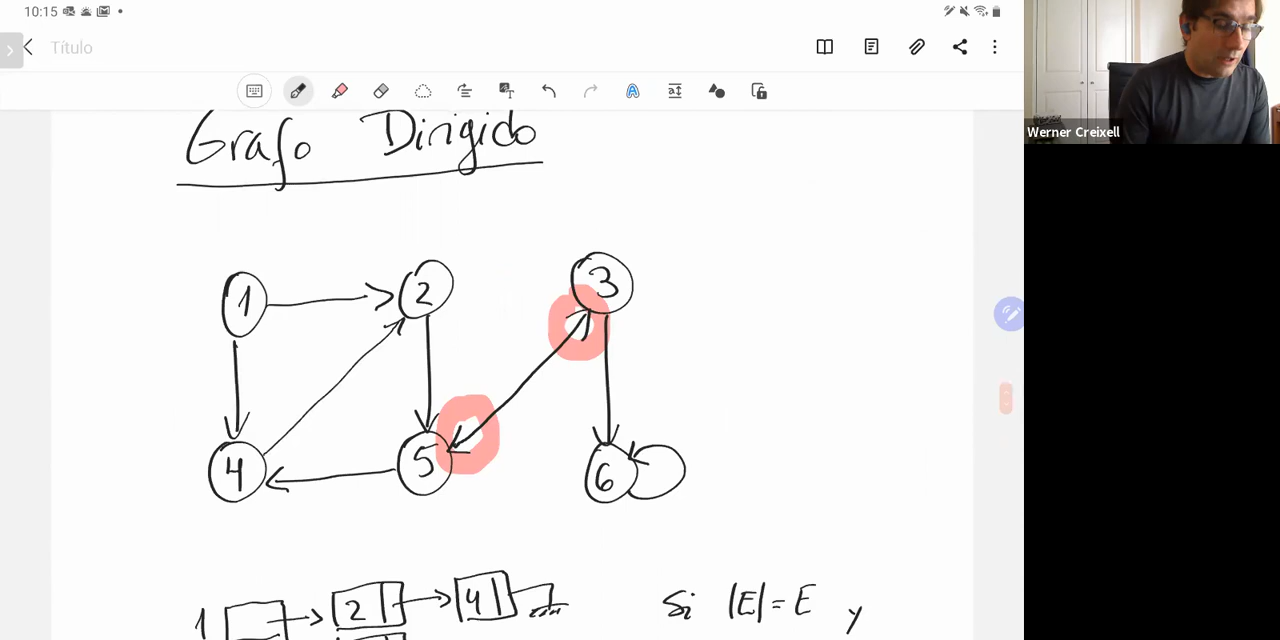 10:15
Título
Werner Creixell
Grafo Dirigido
1 2 3
4 5 6
1 2 4 Si |E| = E y